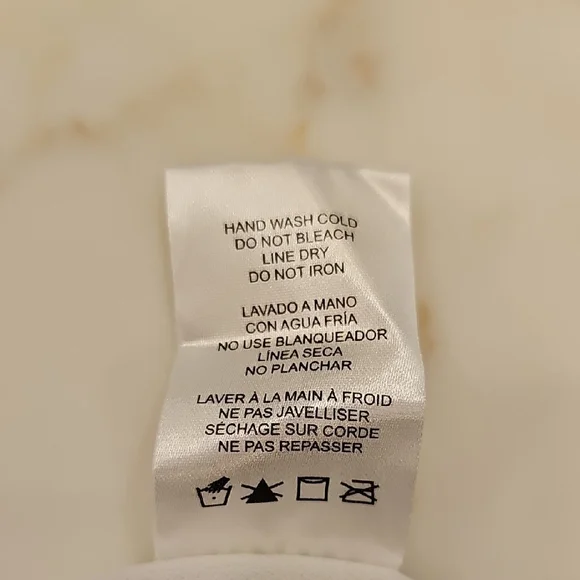 HAND WASH COLD
DO NOT BLEACH
LINE DRY
DO NOT IRON
LAVADO A MANO
CON AGUA FRÍA
NO USE BLANQUEADOR
LÍNEA SECA
NO PLANCHAR
LAVER À LA MAIN À FROID
NE PAS JAVELLISER
SÉCHAGE SUR CORDE
NE PAS REPASSER